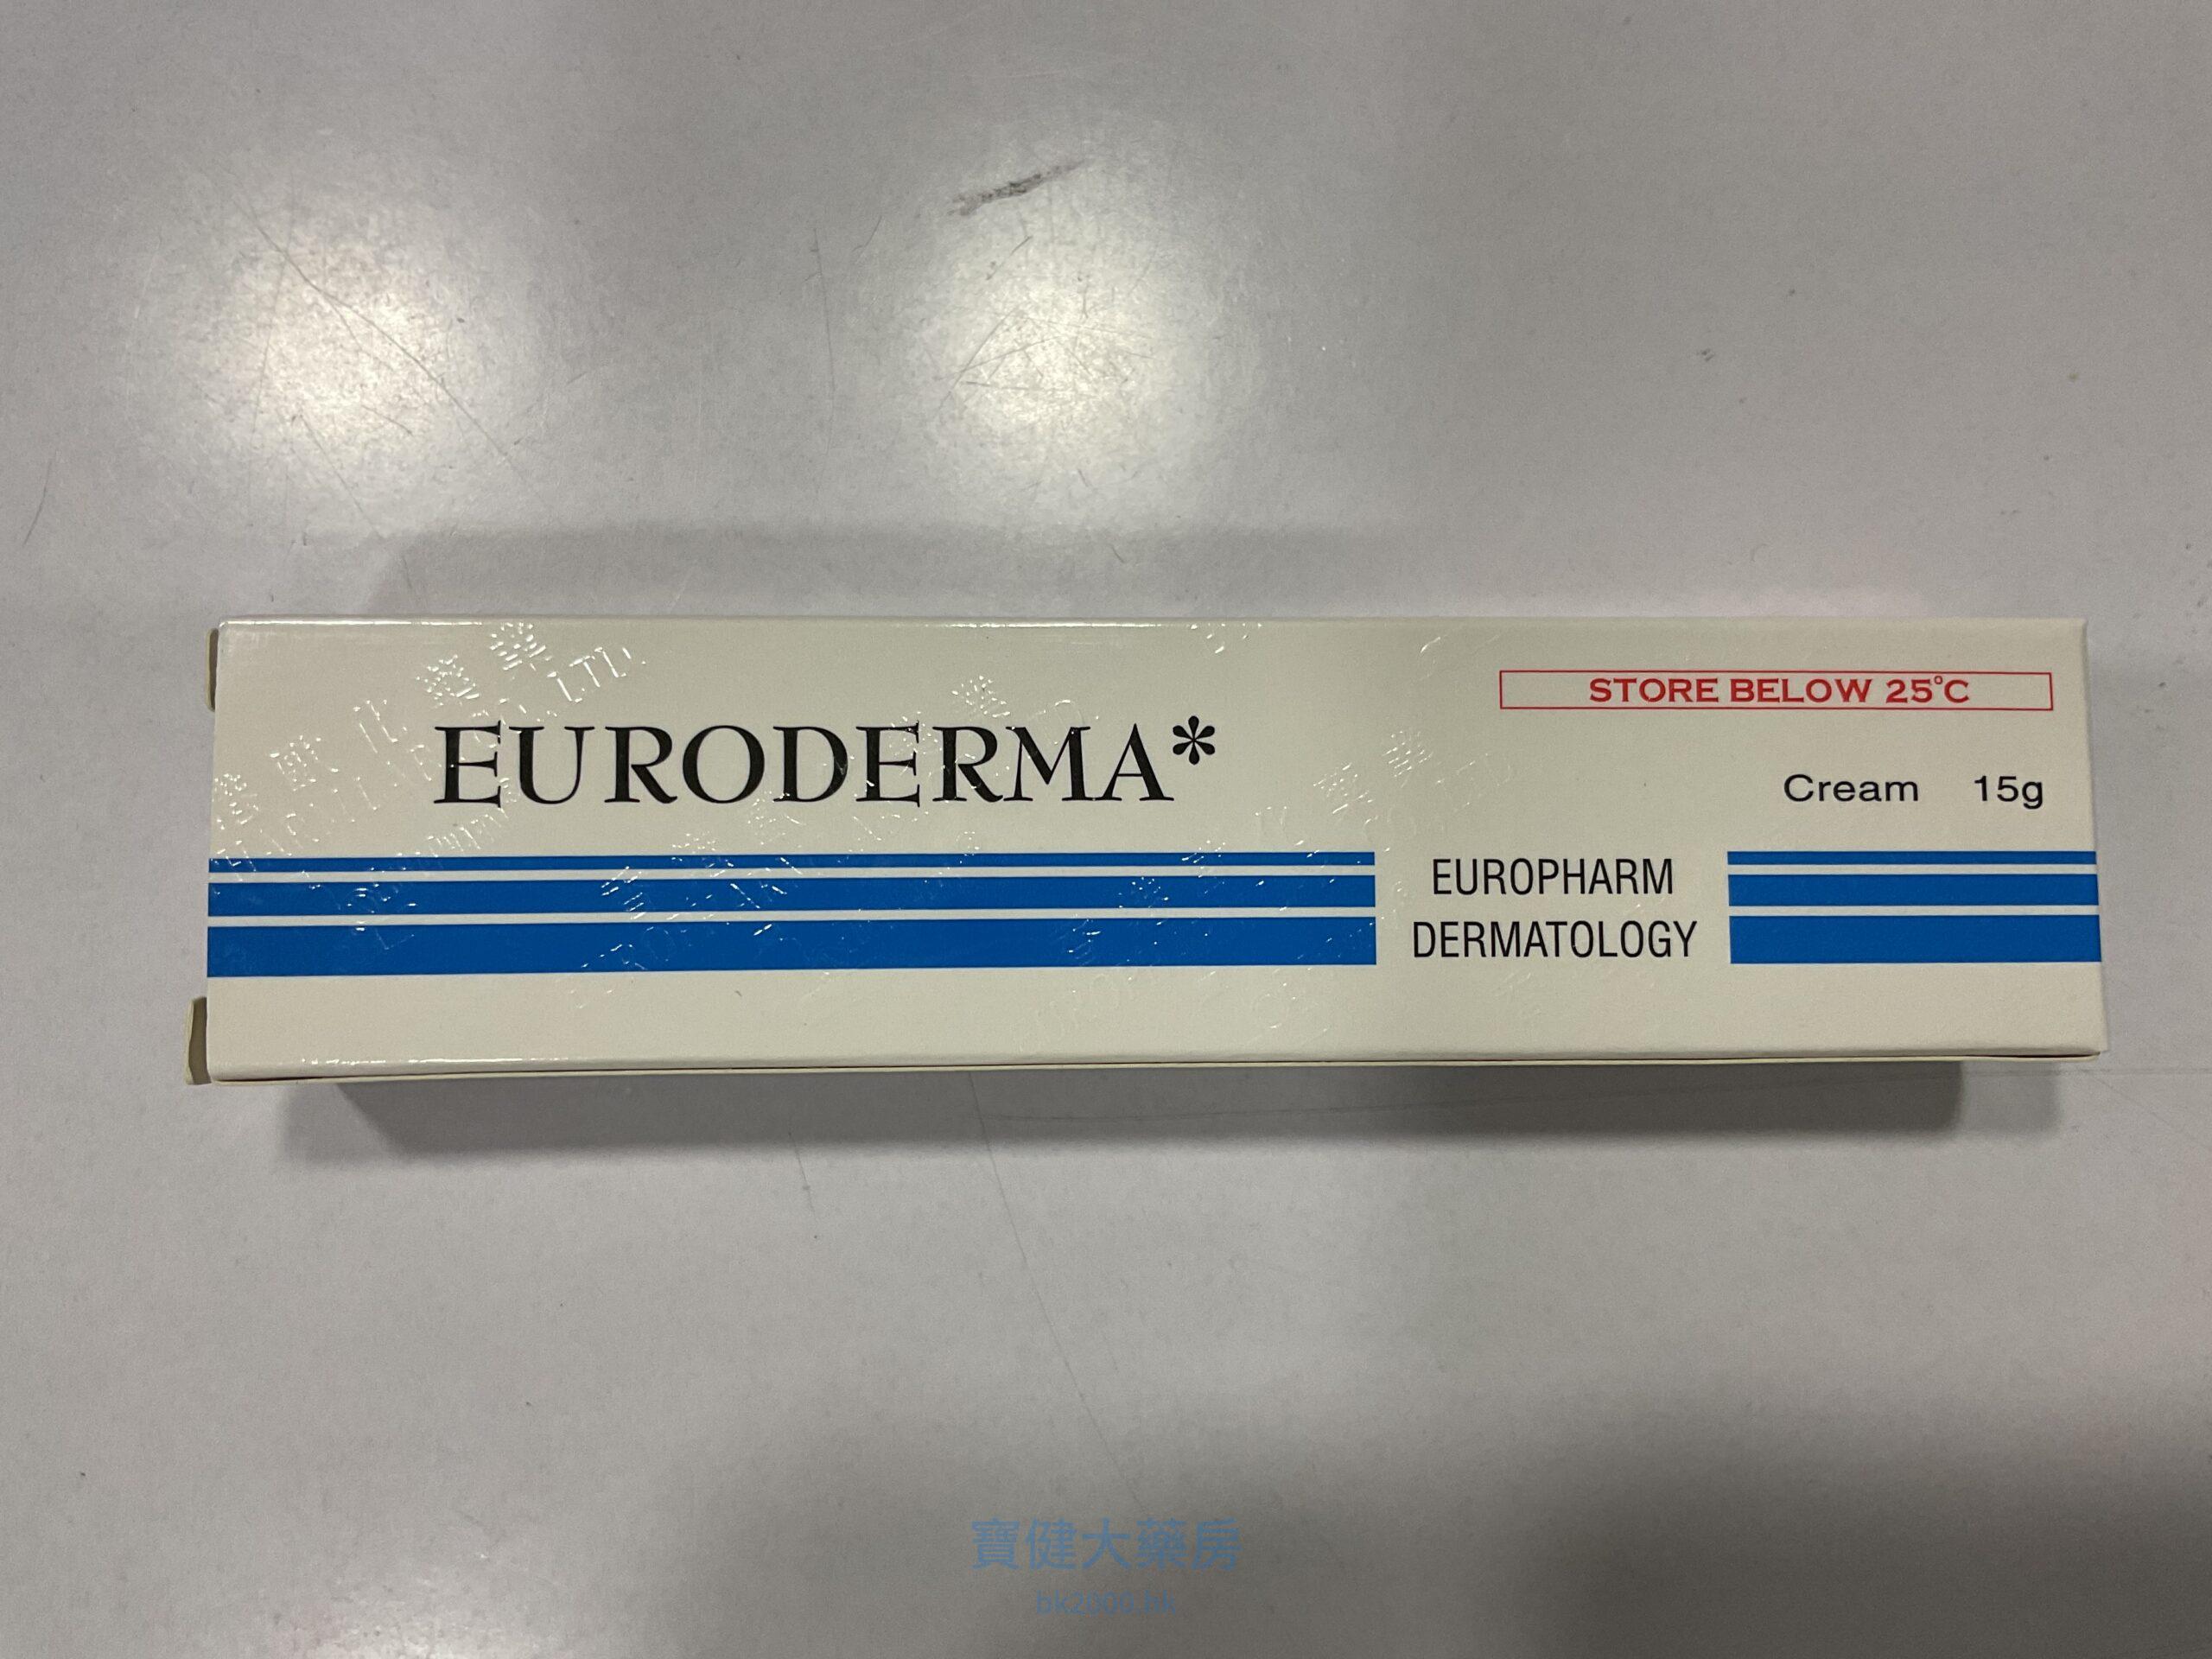 STORE BELOW 25°C
EURODERMA*
Cream 15g
EUROPHARM
DERMATOLOGY
寶健大藥房
bk2000.hk